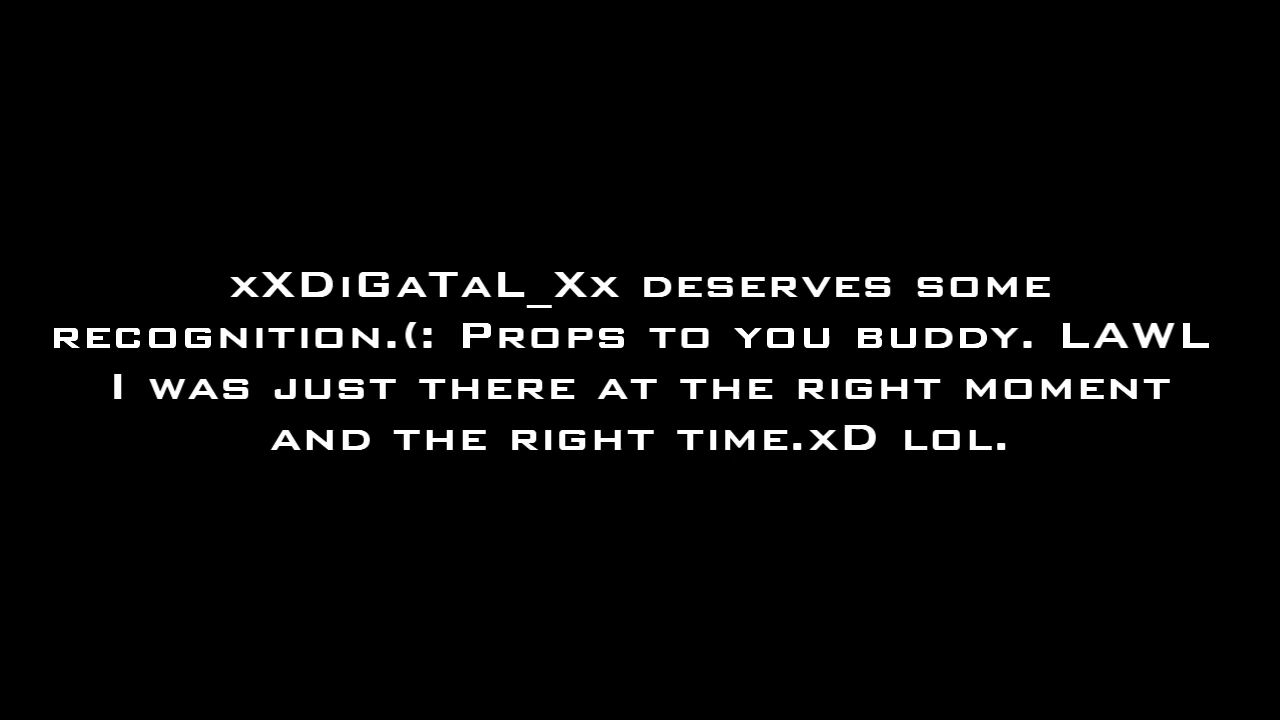 xXDiGaTaL_Xx deserves some
recognition.(: Props to you buddy. LAWL
I was just there at the right moment
and the right time.xD lol.